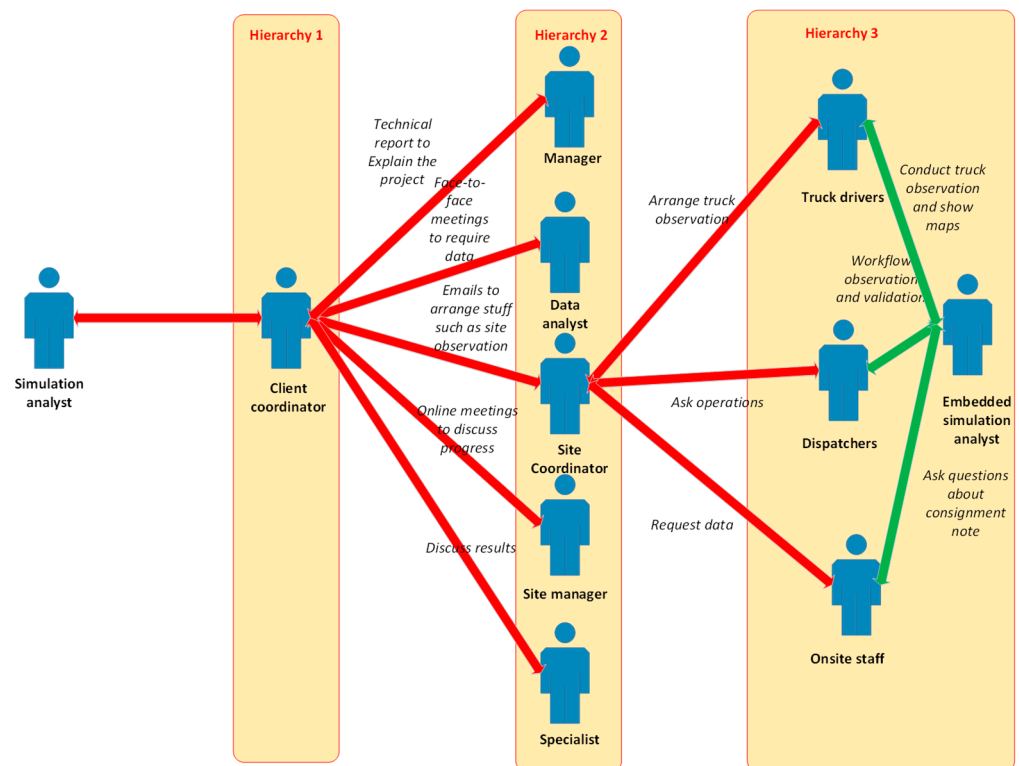 Hierarchy 1
Hierarchy 2
Hierarchy 3
Technical
report to
Explain the
project
Manager
Face-to-
face
meetings
to require
data
Data
analyst
Emails to
arrange stuff
such as site
observation
Simulation
analyst
Client
coordinator
Site
Coordinator
Online meetings
to discuss
progress
Site manager
Discuss results
Specialist
Arrange truck
observation
Truck drivers
Conduct truck
observation
and show
maps
Workflow
observation
and validation
Ask operations
Dispatchers
Embedded
simulation
analyst
Ask questions
about
consignment
note
Request data
Onsite staff